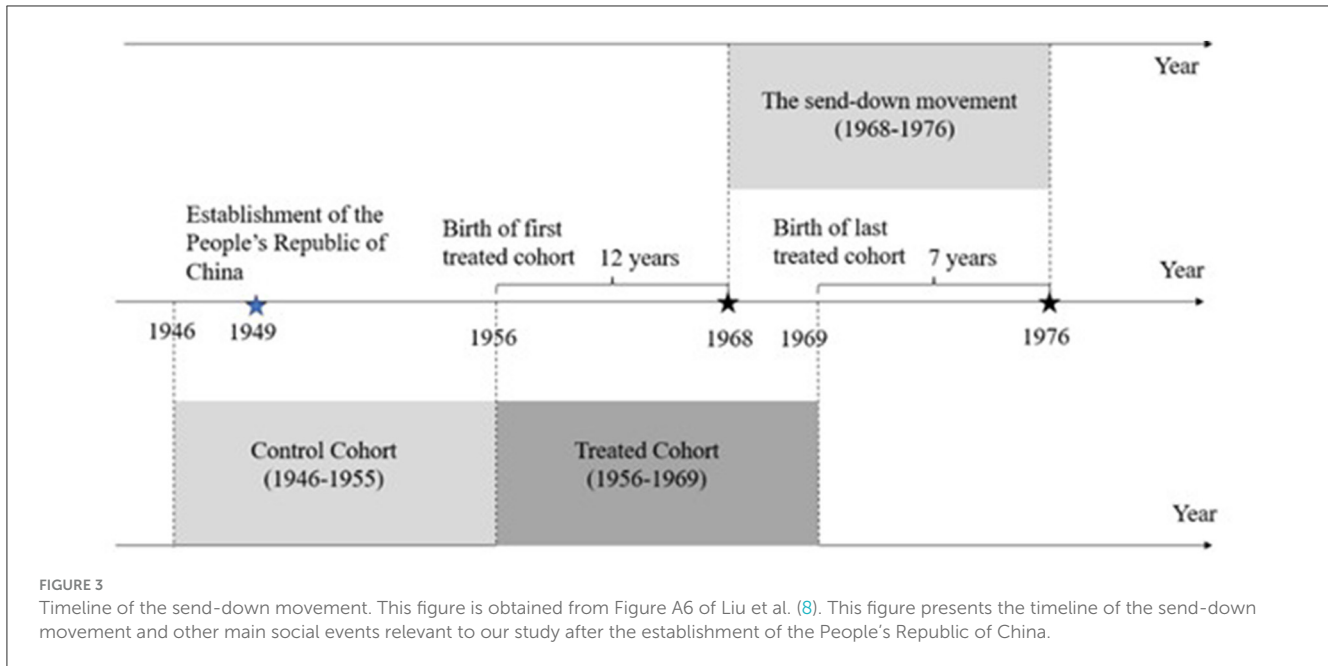 Year
The send-down movement
(1968-1976)
Establishment of the
People's Republic of
China
Birth of first
treated cohort 12 years
Birth of last
treated cohort 7 years
Year
1946 1949 1956 1968 1969 1976
Control Cohort
(1946-1955)
Treated Cohort
(1956-1969)
Year
FIGURE 3
Timeline of the send-down movement. This figure is obtained from Figure A6 of Liu et al. (8). This figure presents the timeline of the send-down
movement and other main social events relevant to our study after the establishment of the People's Republic of China.